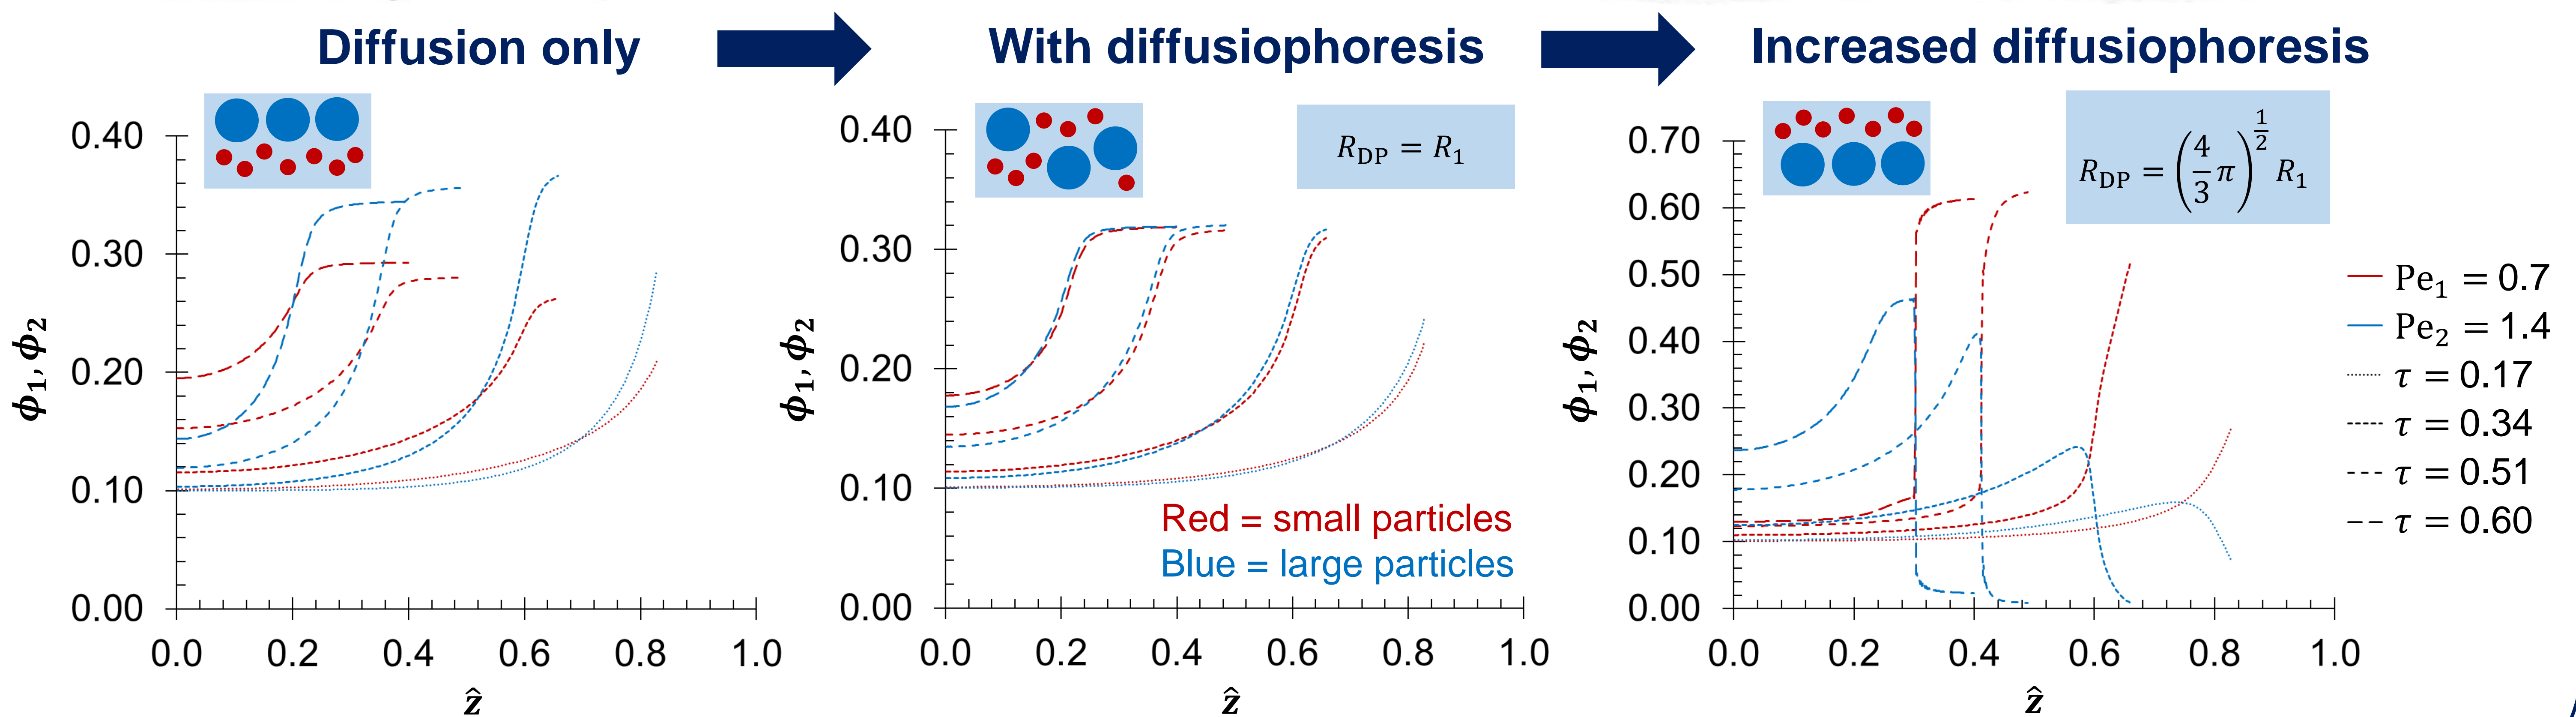 Diffusion only
With diffusiophoresis
Increased diffusiophoresis
0.40
0.30
0.20
0.10
0.00
ϕ₁, ϕ₂
0.0 0.2 0.4 0.6 0.8 1.0
ẑ
R_DP = R₁
0.40
0.30
0.20
0.10
0.00
ϕ₁, ϕ₂
Red = small particles
Blue = large particles
0.0 0.2 0.4 0.6 0.8 1.0
ẑ
R_DP = (4/3 π)^(1/2) R₁
0.70
0.60
0.50
0.40
0.30
0.20
0.10
0.00
ϕ₁, ϕ₂
0.0 0.2 0.4 0.6 0.8 1.0
ẑ
Pe₁ = 0.7
Pe₂ = 1.4
τ = 0.17
τ = 0.34
τ = 0.51
τ = 0.60